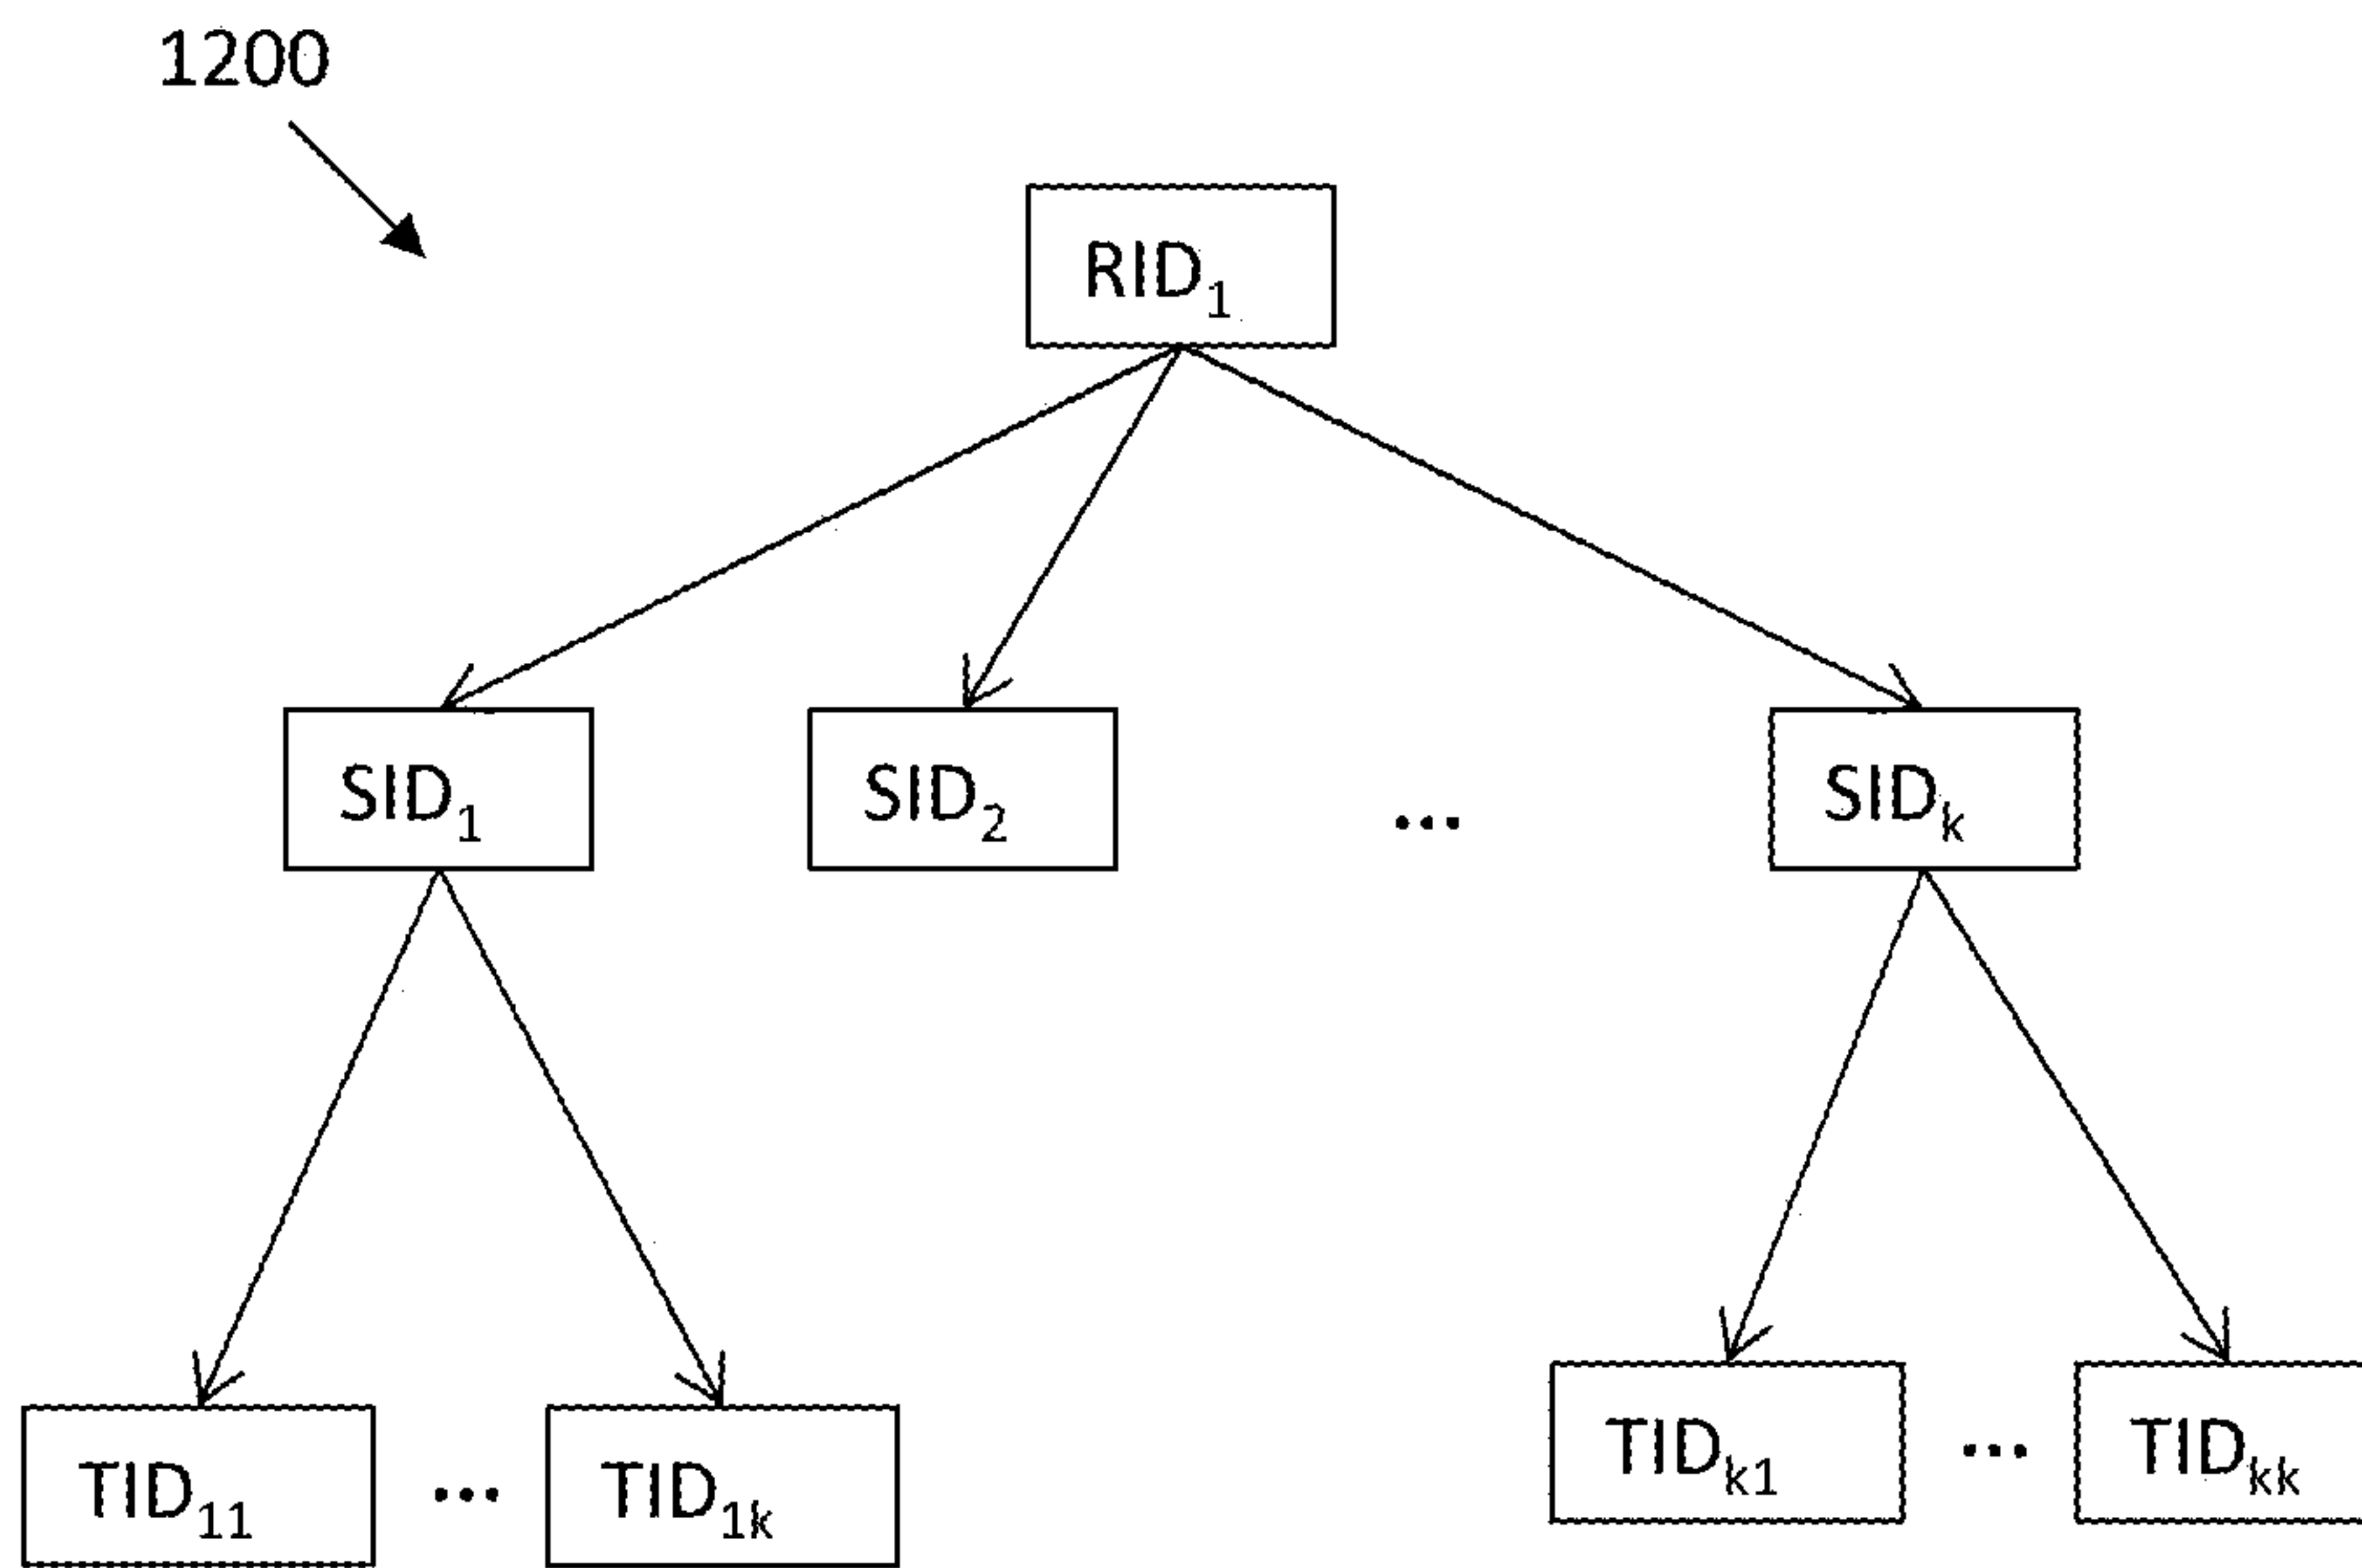 1200
RID₁
SID₁ SID₂ ... SIDₖ
TID₁₁ ... TID₁ₖ TIDₖ₁ ... TIDₖₖ